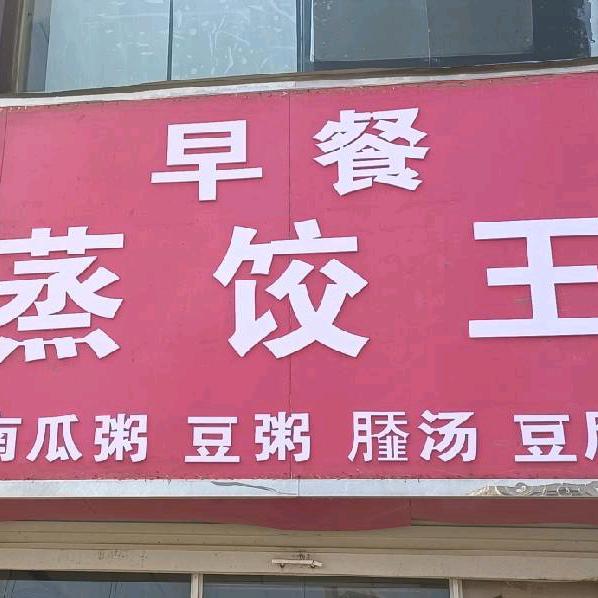 早餐
蒸饺王
南瓜粥 豆粥 汤 豆